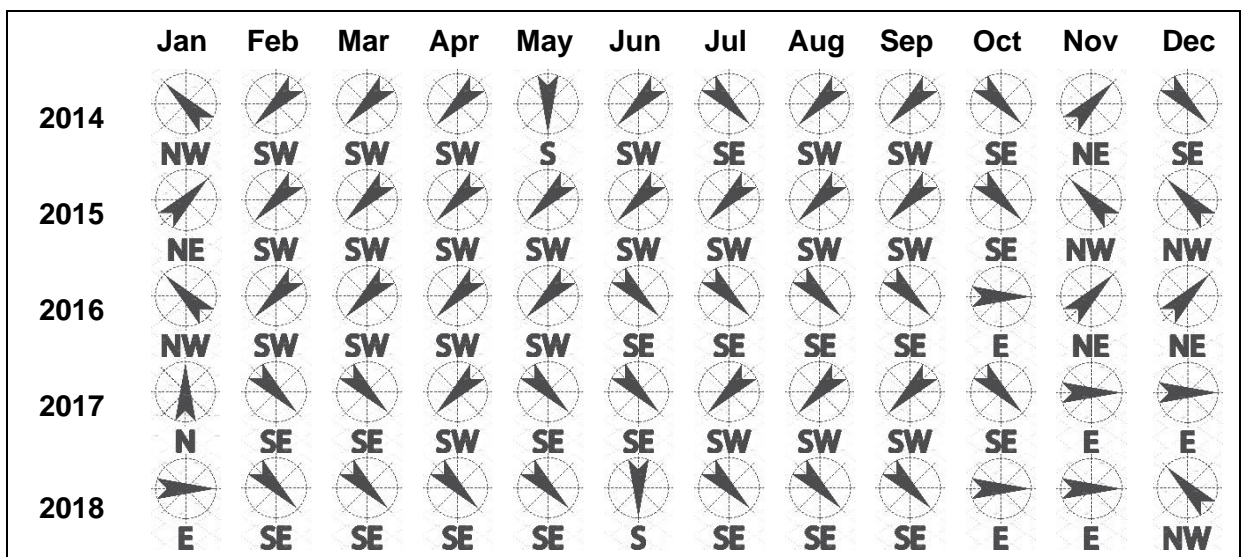 Jan Feb Mar Apr May Jun Jul Aug Sep Oct Nov Dec
2014
NW SW SW SW S SW SE SW SW SE NE SE
2015
NE SW SW SW SW SW SW SW SW SE NW NW
2016
NW SW SW SW SW SE SE SE SE E NE NE
2017
N SE SE SW SE SE SW SW SW SE E E
2018
E SE SE SE SE S SE SE SE E E NW